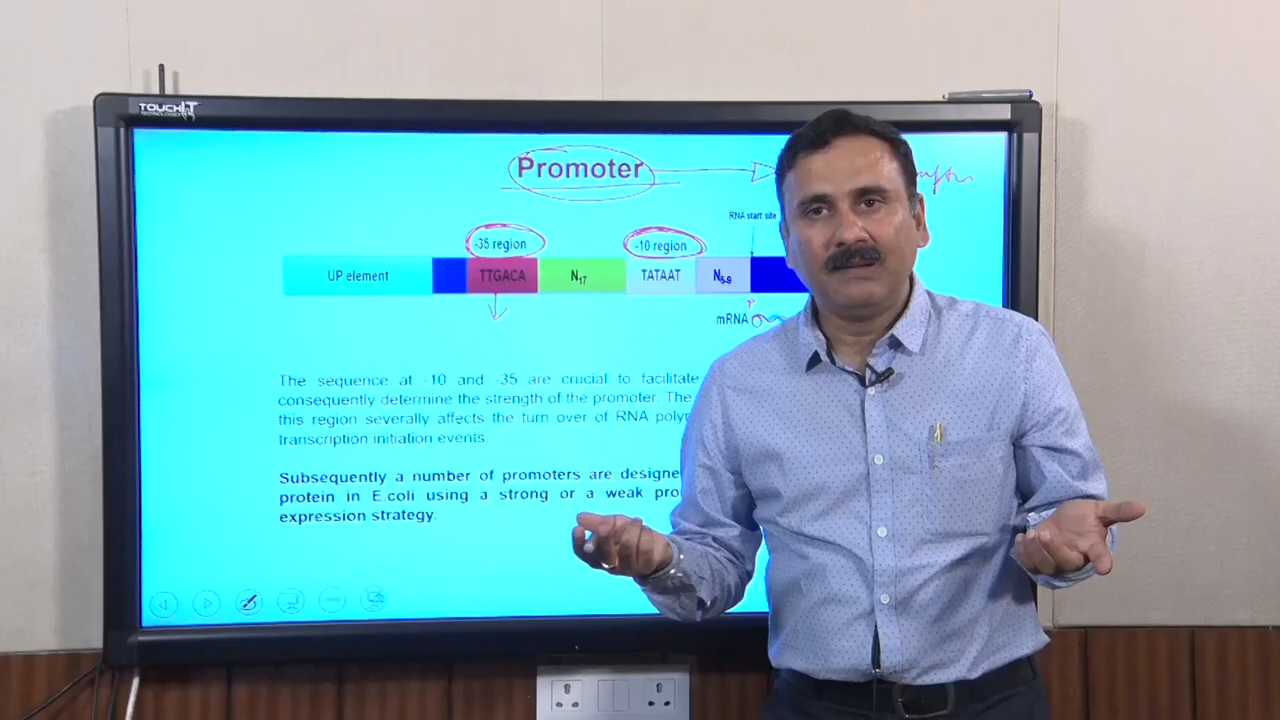 TOUCHIT
TECHNOLOGIES
Promoter
RNA start site
-35 region
-10 region
UP element
TTGACA
N17
TATAAT
N5-9
P
mRNA
The sequence at -10 and -35 are crucial to facilitate
consequently determine the strength of the promoter. The
this region severally affects the turn over of RNA
transcription initiation events.
Subsequently a number of promoters are
protein in E.coli using a strong or a weak
expression strategy.